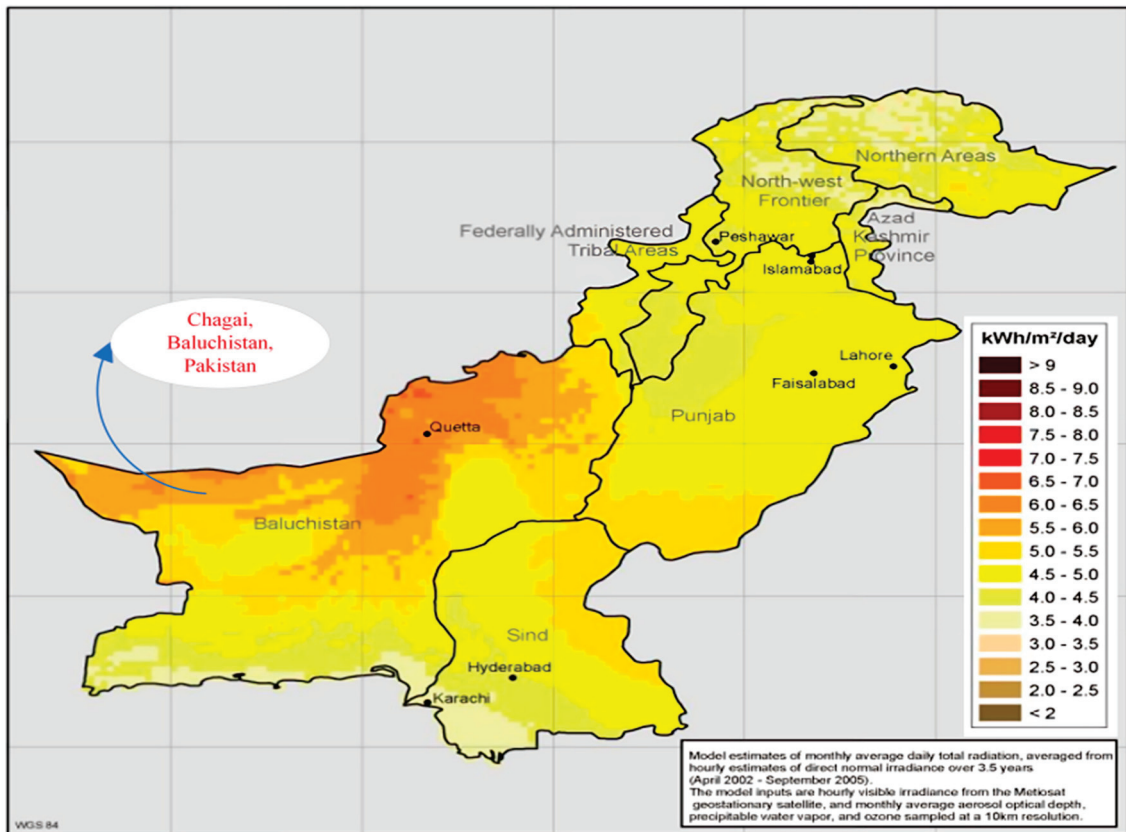 Northern Areas
North-west
Frontier
Azad
Kashmir
Province
Federally Administered
Tribal Areas
Peshawar
Islamabad
Chagai,
Baluchistan,
Pakistan
Lahore
Faisalabad
Punjab
Quetta
Baluchistan
Sind
Hyderabad
Karachi
kWh/m²/day
> 9
8.5 - 9.0
8.0 - 8.5
7.5 - 8.0
7.0 - 7.5
6.5 - 7.0
6.0 - 6.5
5.5 - 6.0
5.0 - 5.5
4.5 - 5.0
4.0 - 4.5
3.5 - 4.0
3.0 - 3.5
2.5 - 3.0
2.0 - 2.5
< 2
Model estimates of monthly average daily total radiation, averaged from
hourly estimates of direct normal irradiance over 3.5 years
(April 2002 - September 2005).
The model inputs are hourly visible irradiance from the Metiosat
geostationary satellite, and monthly average aerosol optical depth,
precipitable water vapor, and ozone sampled at a 10km resolution.
WGS 84